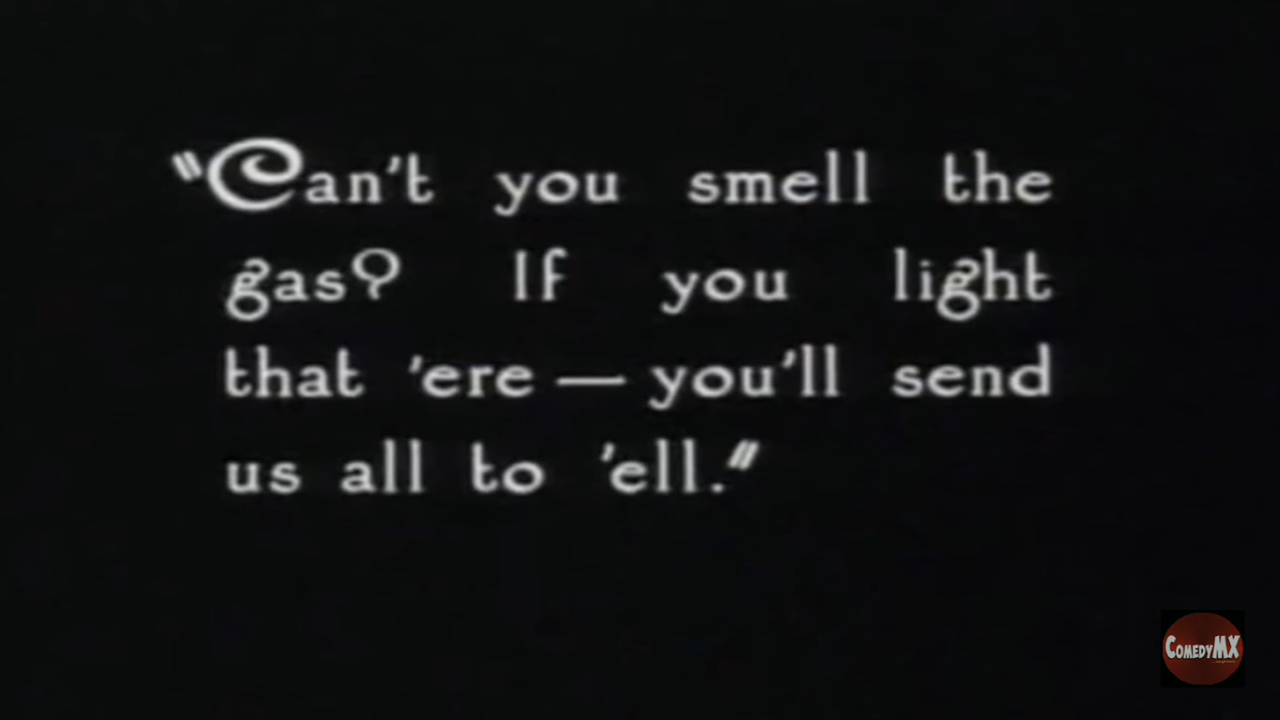 "Can't you smell the
gas? If you light
that 'ere — you'll send
us all to 'ell."
COMEDYMX